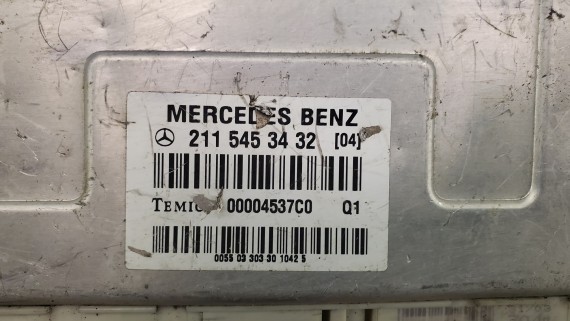 MERCEDES BENZ
211 545 34 32 [04]
TEMIC 00004537C0 Q1
0055 03 303 30 1042 5